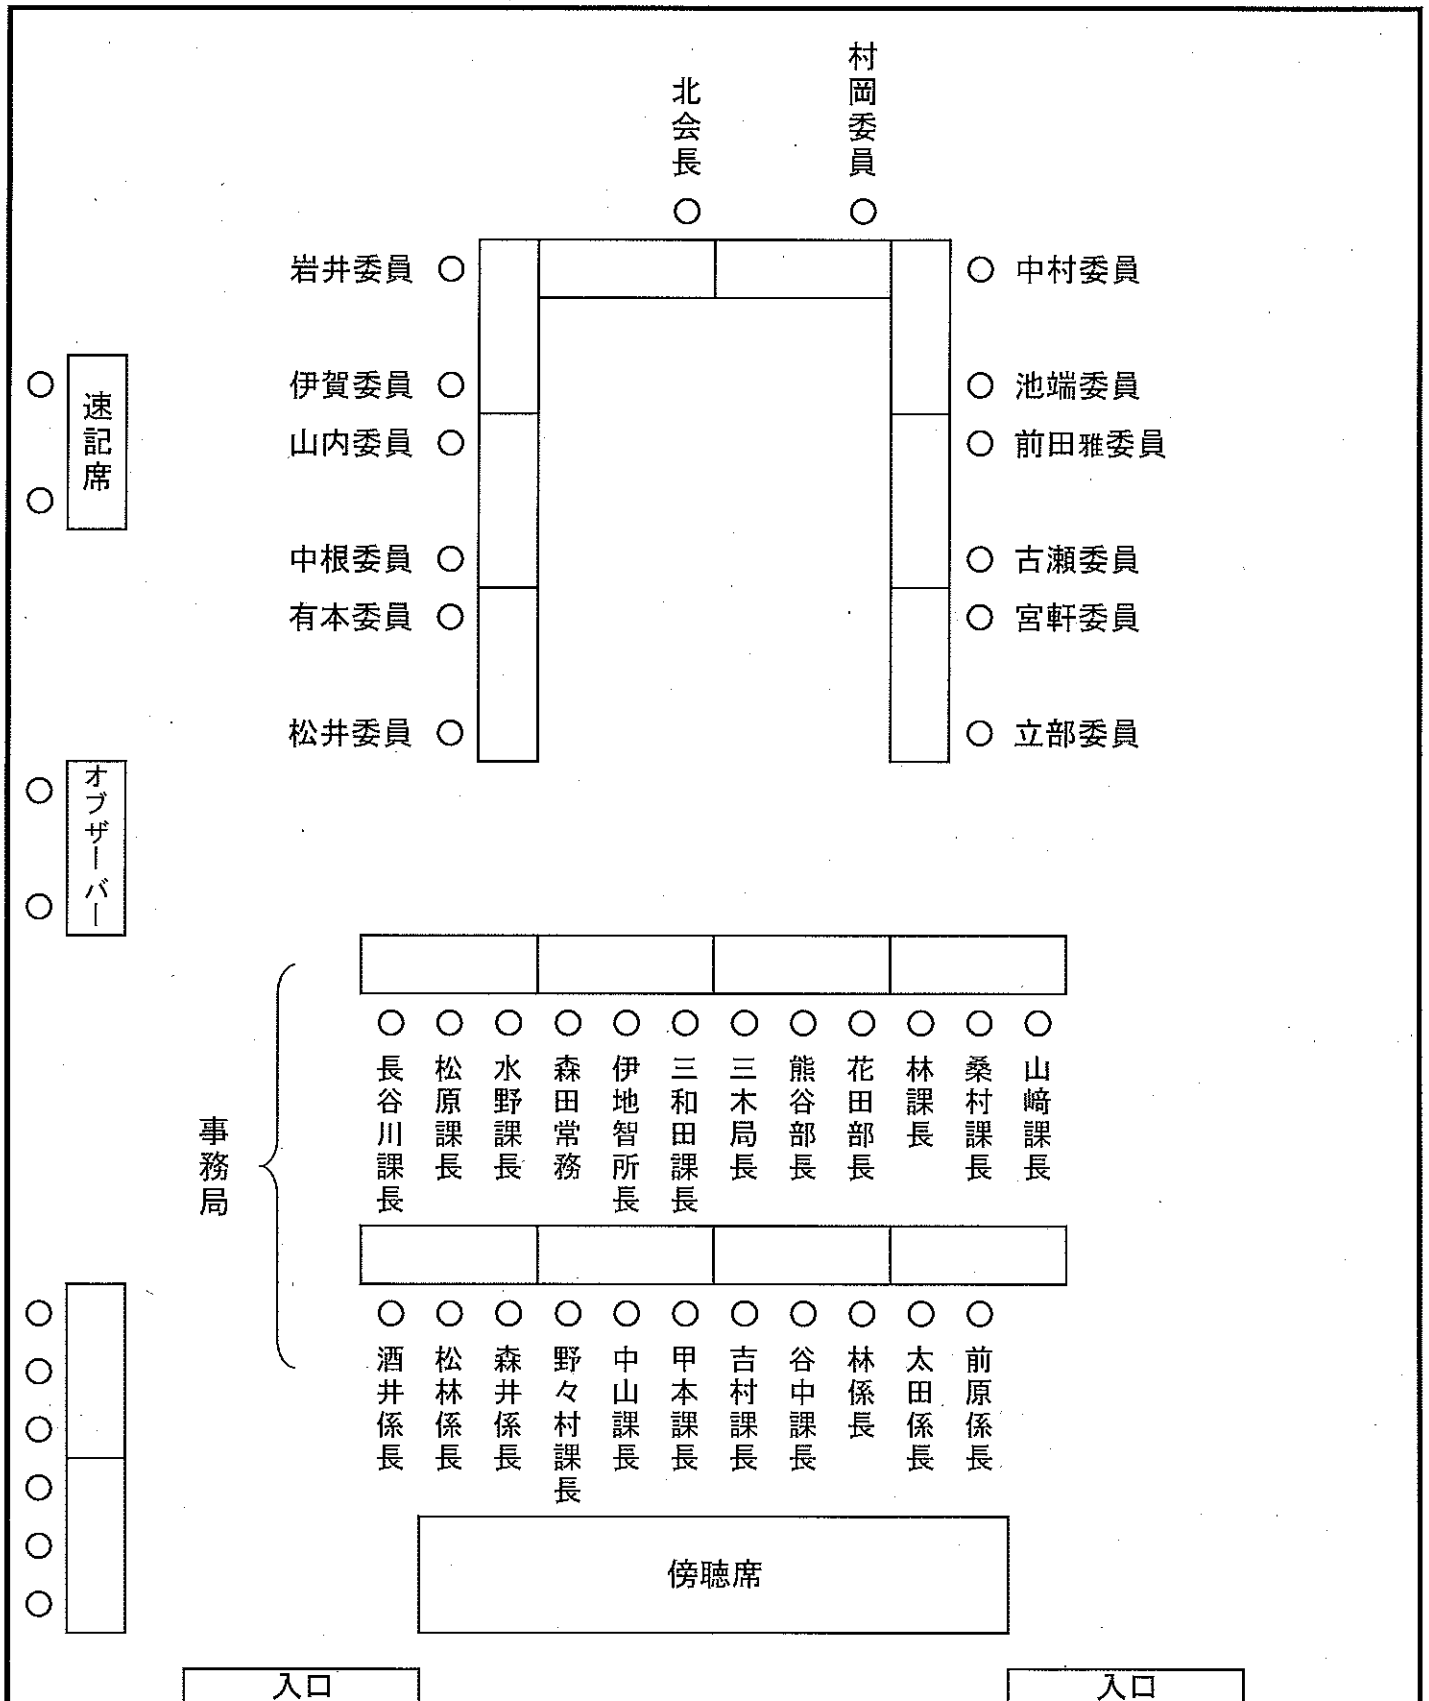 村岡委員
北会長
岩井委員
中村委員
伊賀委員
池端委員
山内委員
前田雅委員
速記席
中根委員
古瀬委員
有本委員
宮軒委員
松井委員
立部委員
オブザーバー
事務局
長谷川課長
松原課長
水野課長
森田常務
伊地智所長
三和田課長
三木局長
熊谷部長
花田部長
林課長
桑村課長
山﨑課長
酒井係長
松林係長
森井係長
野々村課長
中山課長
甲本課長
吉村課長
谷中課長
林係長
太田係長
前原係長
傍聴席
入口
入口